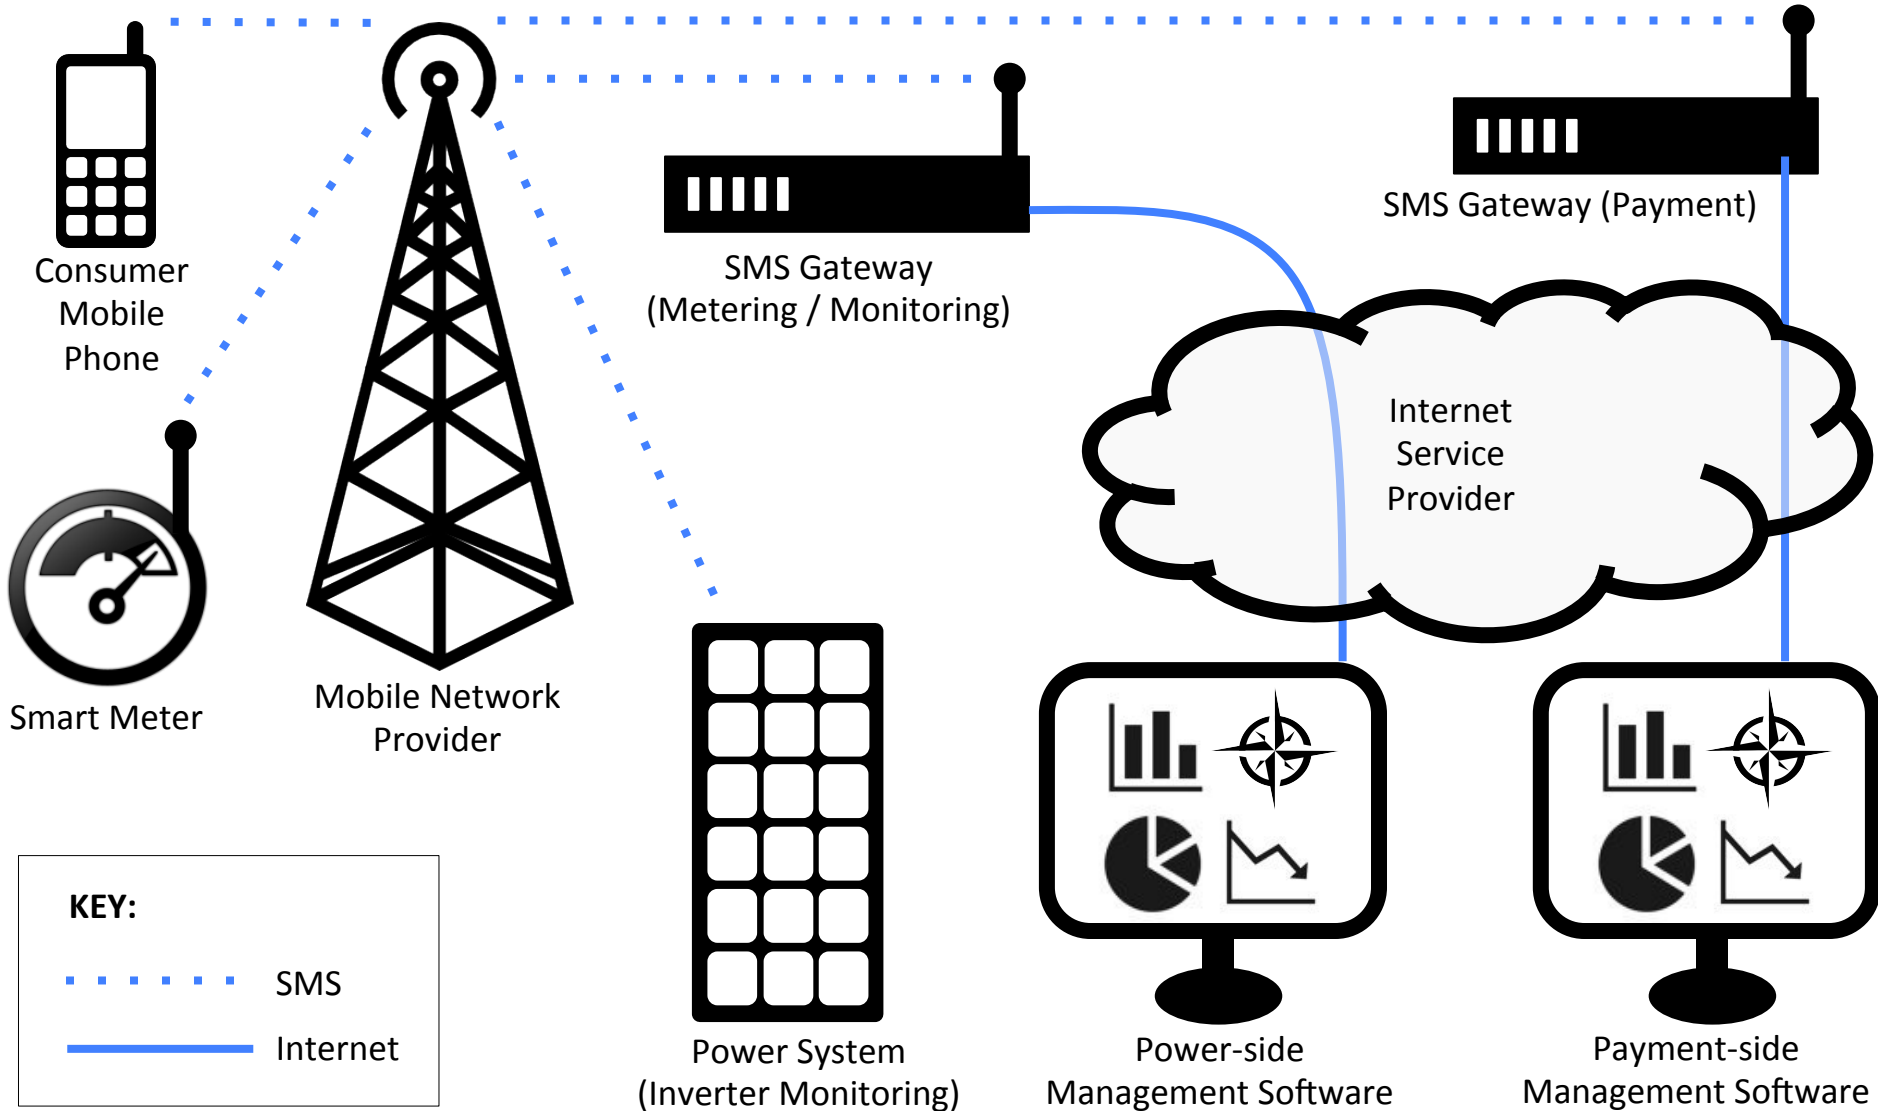 Consumer
Mobile
Phone
SMS Gateway
(Metering / Monitoring)
SMS Gateway (Payment)
Internet
Service
Provider
Smart Meter
Mobile Network
Provider
KEY:
SMS
Internet
Power System
(Inverter Monitoring)
Power-side
Management Software
Payment-side
Management Software